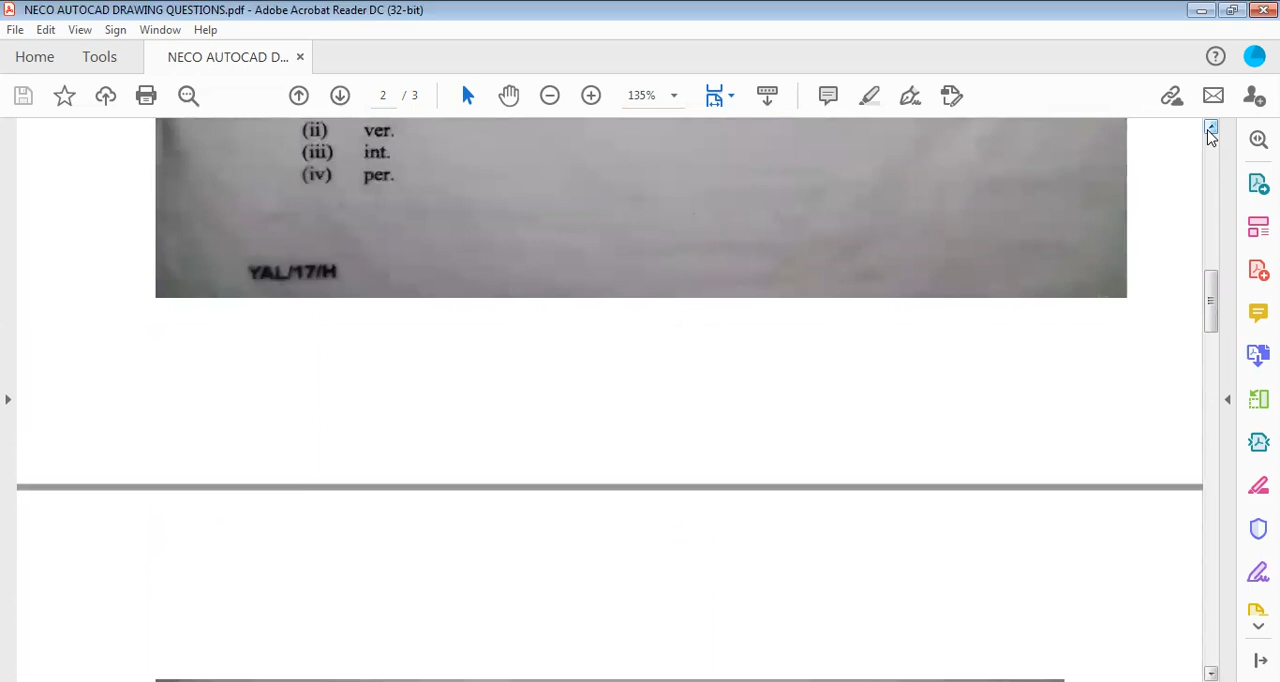 NECO AUTOCAD DRAWING QUESTIONS.pdf - Adobe Acrobat Reader DC (32-bit)
File Edit View Sign Window Help
Home Tools NECO AUTOCAD D... ×
2 / 3 135%
(ii) ver.
(iii) int.
(iv) per.
YAL/17/H